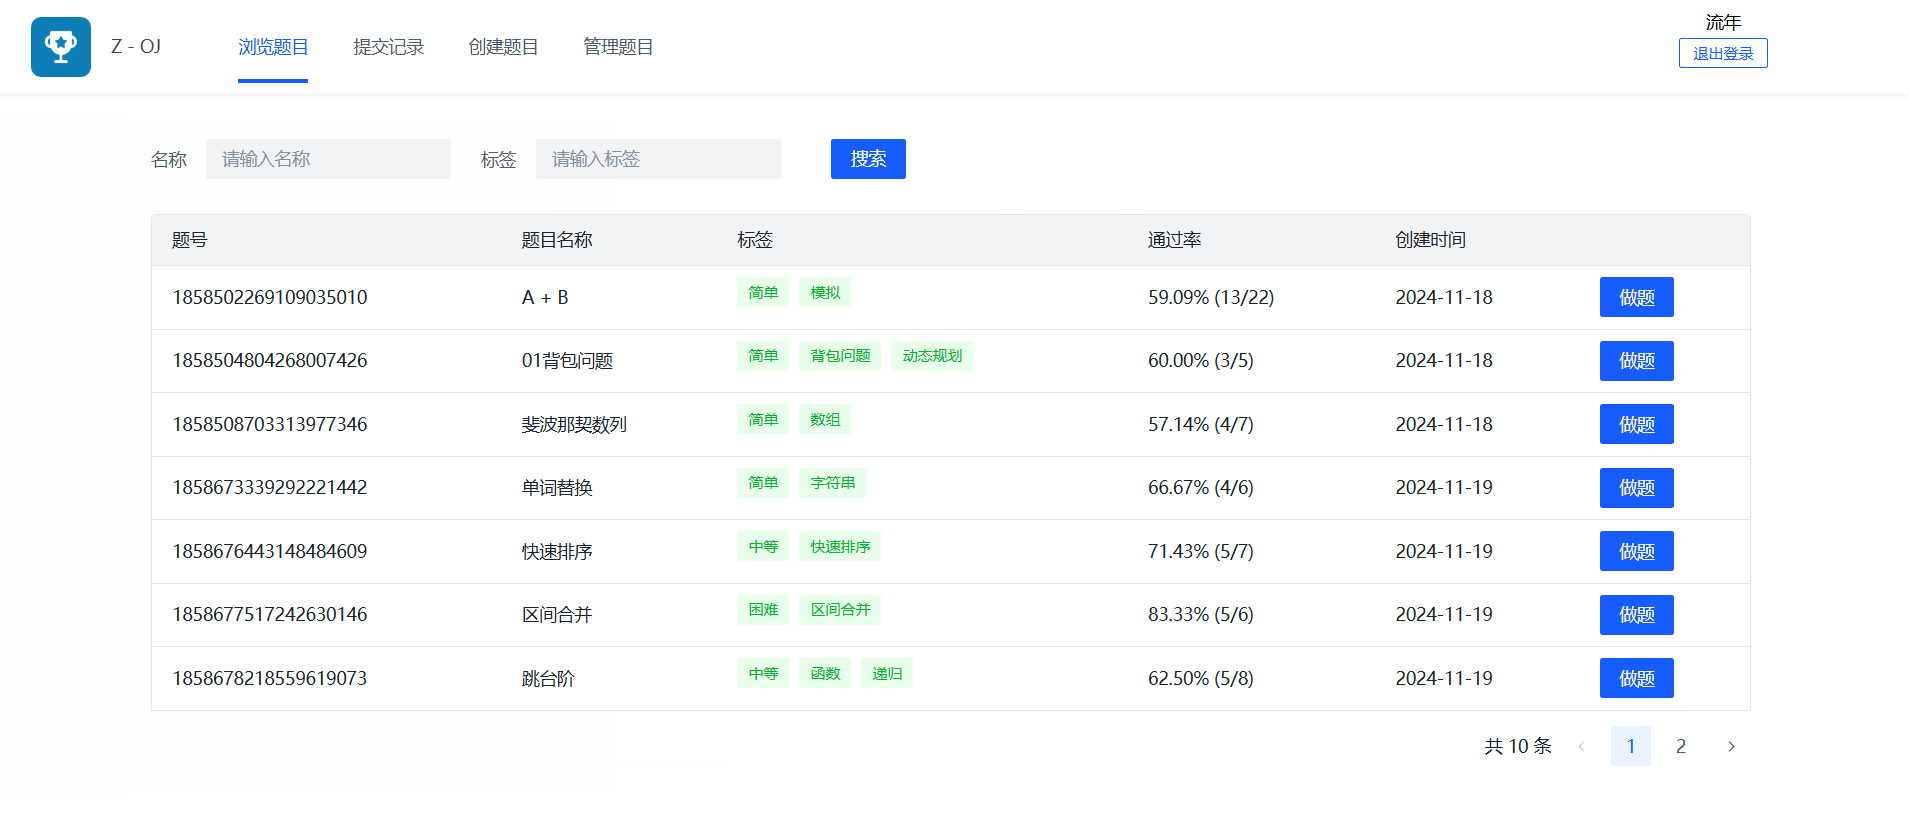 Z - OJ 浏览题目 提交记录 创建题目 管理题目 流年
退出登录
名称 请输入名称 标签 请输入标签 搜索
题号 题目名称 标签 通过率 创建时间
1858502269109035010 A + B 简单 模拟 59.09% (13/22) 2024-11-18 做题
1858504804268007426 01背包问题 简单 背包问题 动态规划 60.00% (3/5) 2024-11-18 做题
1858508703313977346 斐波那契数列 简单 数组 57.14% (4/7) 2024-11-18 做题
1858673339292221442 单词替换 简单 字符串 66.67% (4/6) 2024-11-19 做题
1858676443148484609 快速排序 中等 快速排序 71.43% (5/7) 2024-11-19 做题
1858677517242630146 区间合并 困难 区间合并 83.33% (5/6) 2024-11-19 做题
1858678218559619073 跳台阶 中等 函数 递归 62.50% (5/8) 2024-11-19 做题
共 10 条 1 2